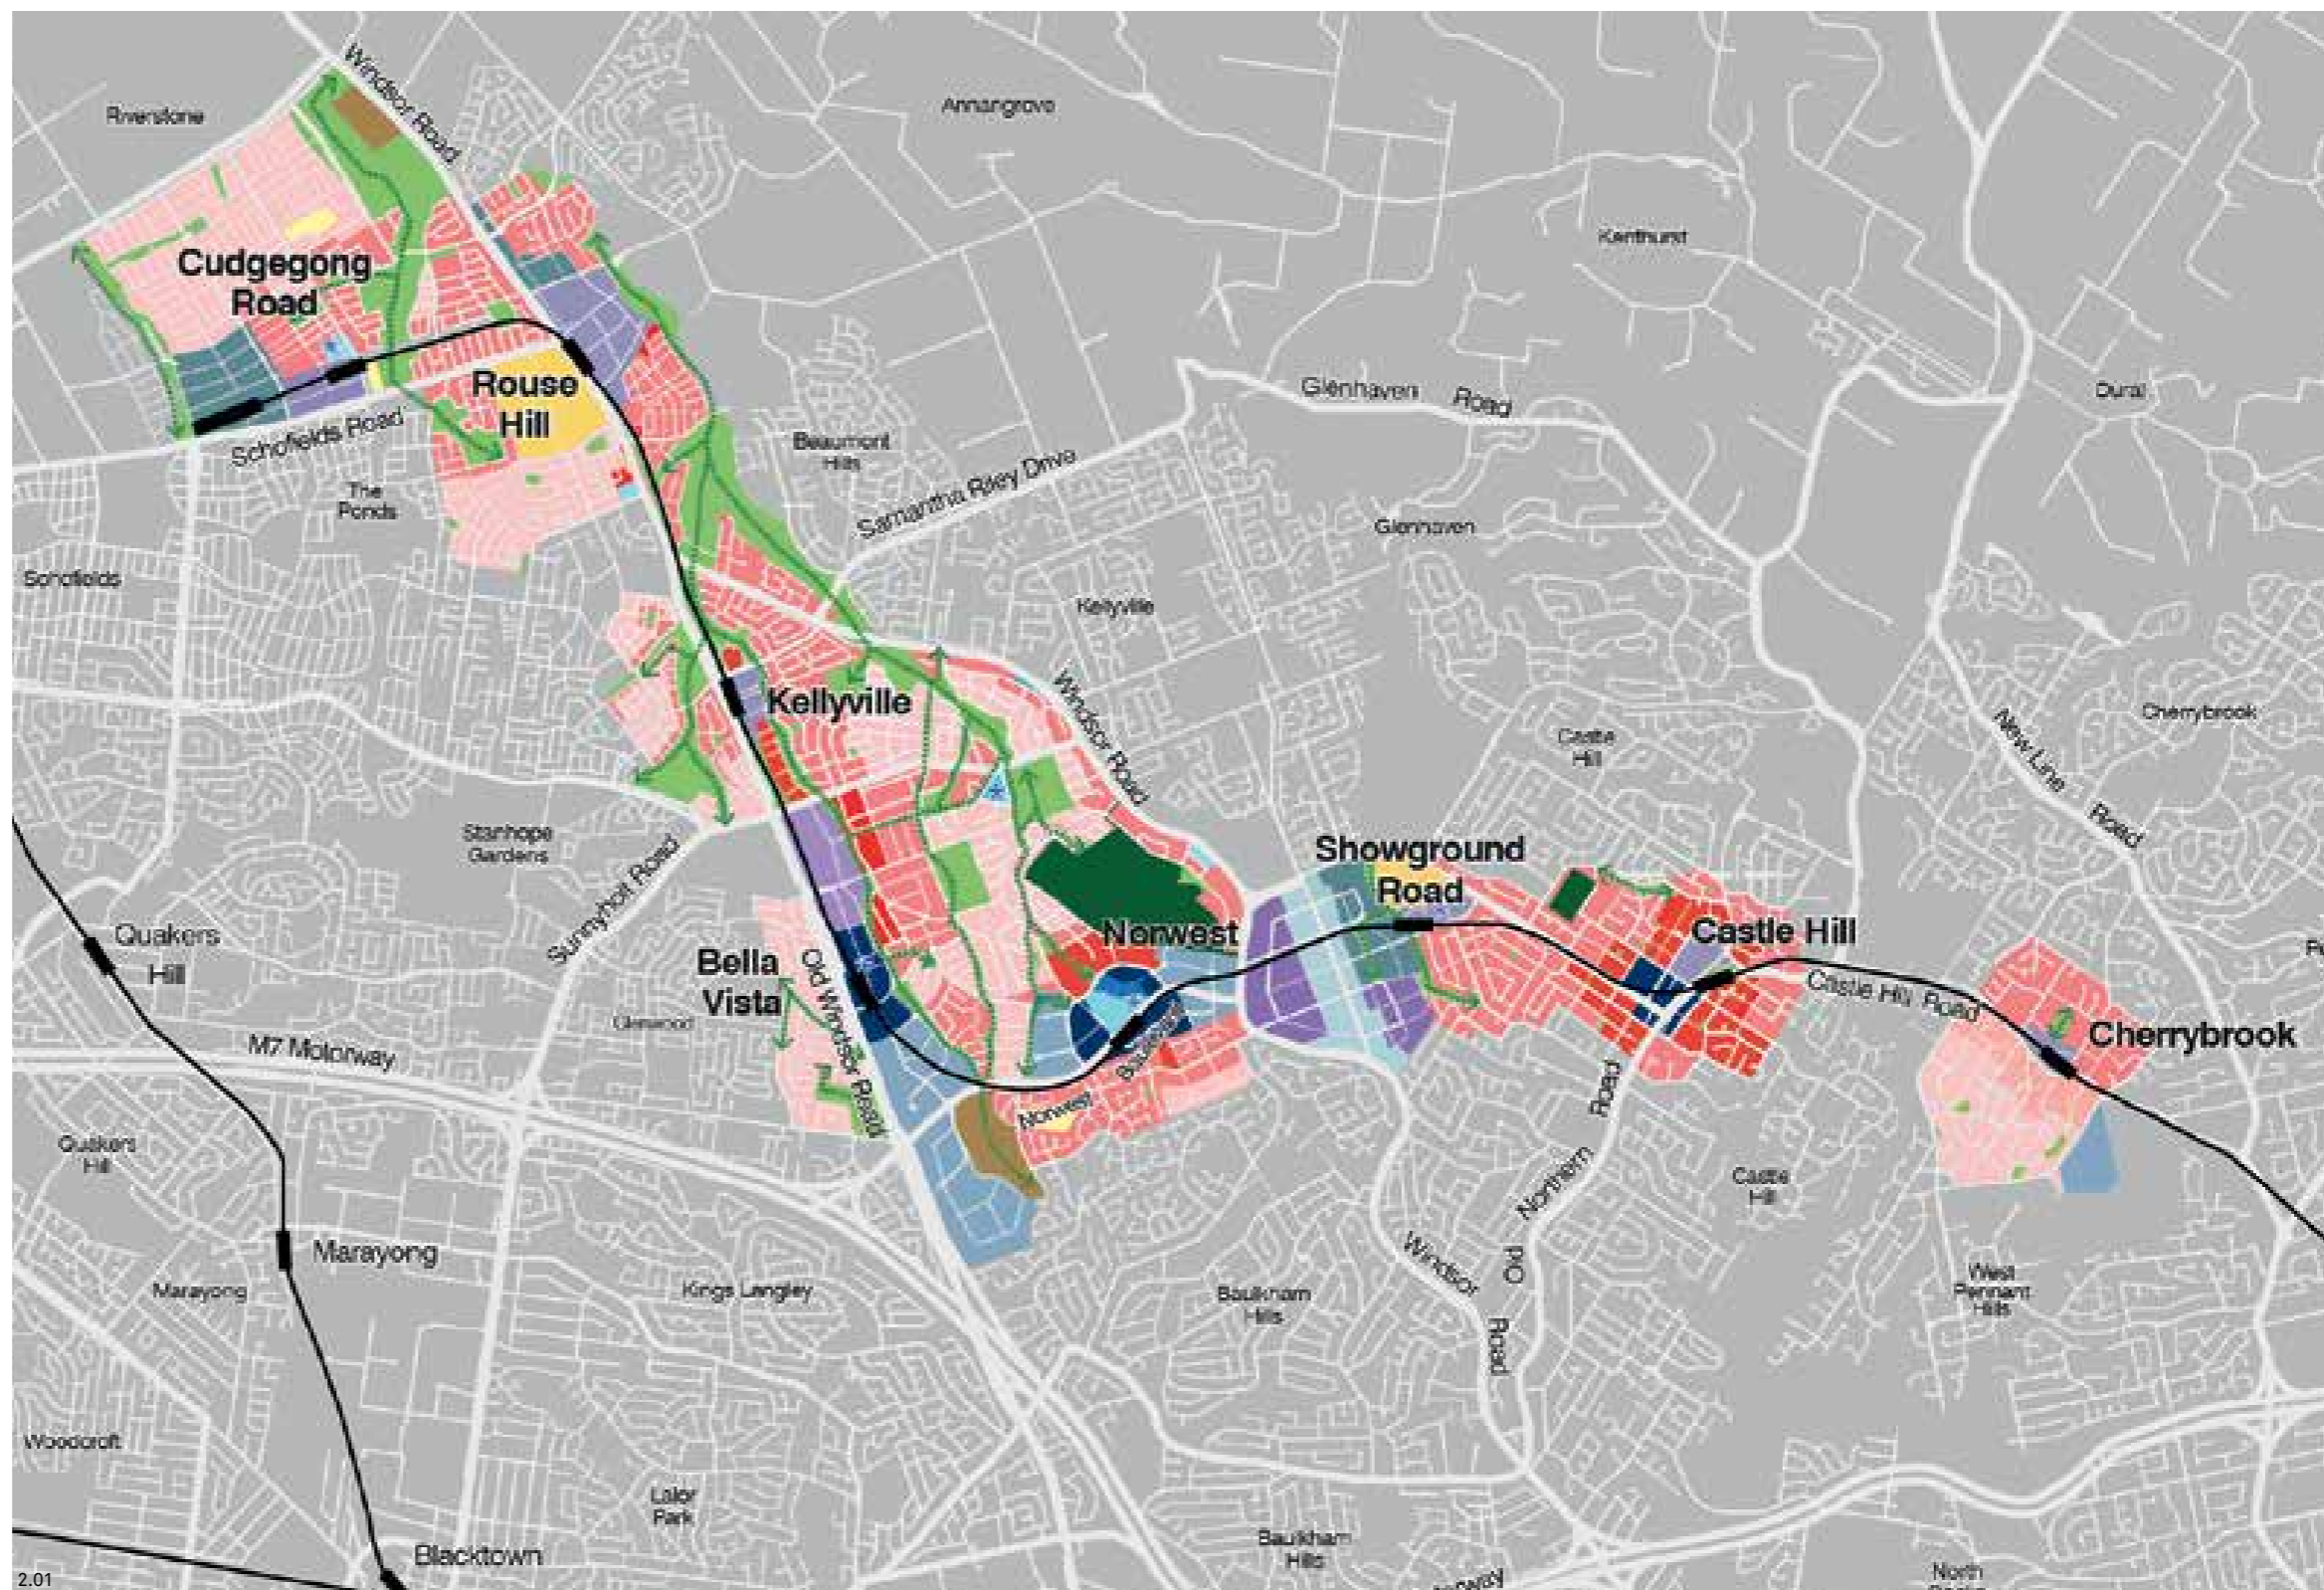 Windsor Road
Riverstone
Annangrove
Kenthurst
Cudgegong
Road
Rouse
Hill
Glenhaven Road
Dural
Schofields Road
Beaumont
Hills
Samantha Riley Drive
The
Ponds
Glenhaven
Schofields
Kellyville
Kellyville
Windsor Road
Castle
Hill
New Line Road
Cherrybrook
Stanhope
Gardens
Sunnyholt Road
Showground
Road
Quakers
Hill
Norwest
Castle Hill
Bella
Vista
Old Windsor Road
Glenwood
Castle Hill Road
Cherrybrook
M7 Motorway
Norwest
Quakers
Hill
Old Northern Road
Castle
Hill
Marayong
Marayong
Kings Langley
Baulkham
Hills
Windsor Road
West
Pennant
Hills
Woodcroft
Lalor
Park
Blacktown
Baulkham
Hills
North
2.01